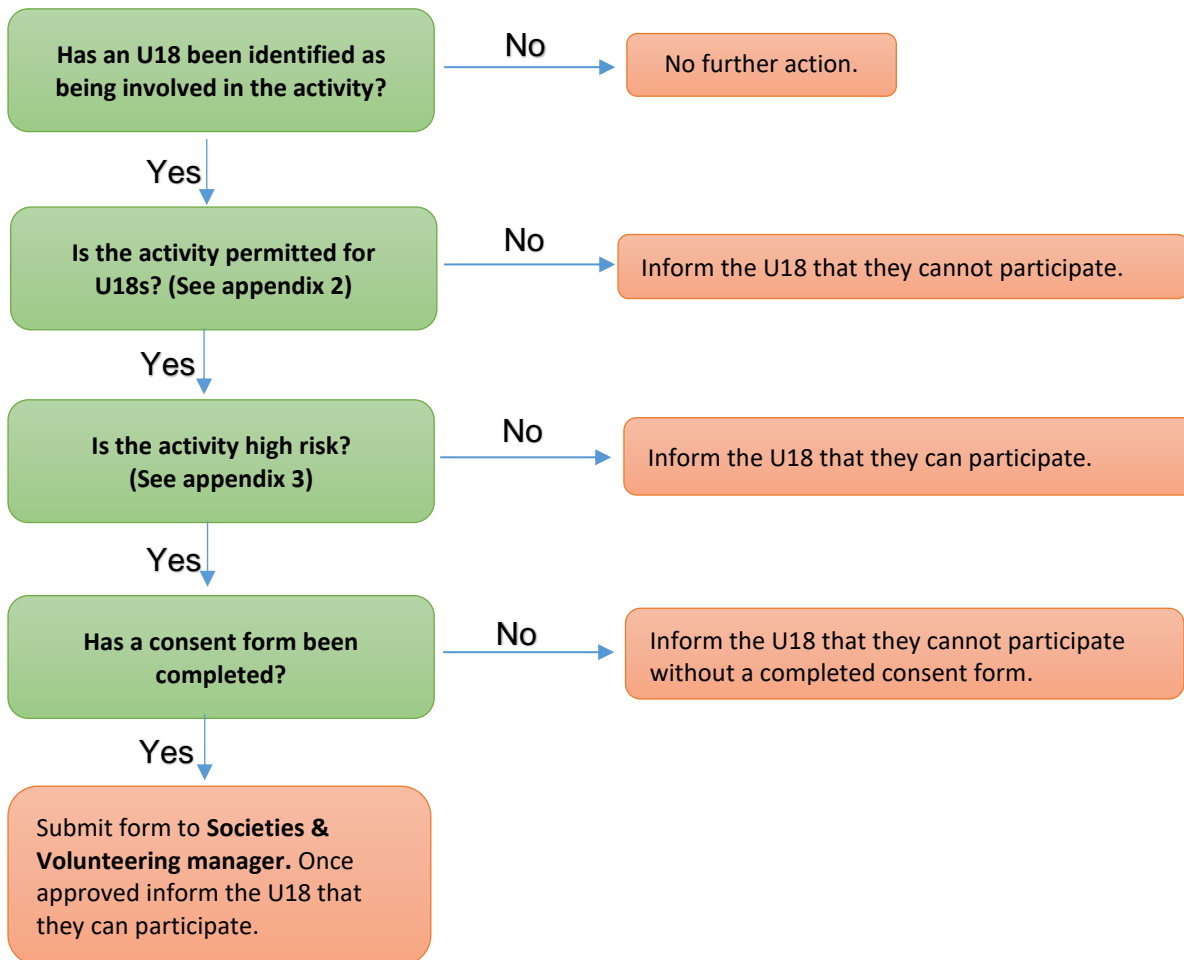 Has an U18 been identified as
being involved in the activity?
No
No further action.
Yes
Is the activity permitted for
U18s? (See appendix 2)
No
Inform the U18 that they cannot participate.
Yes
Is the activity high risk?
(See appendix 3)
No
Inform the U18 that they can participate.
Yes
Has a consent form been
completed?
No
Inform the U18 that they cannot participate
without a completed consent form.
Yes
Submit form to Societies &
Volunteering manager. Once
approved inform the U18 that
they can participate.